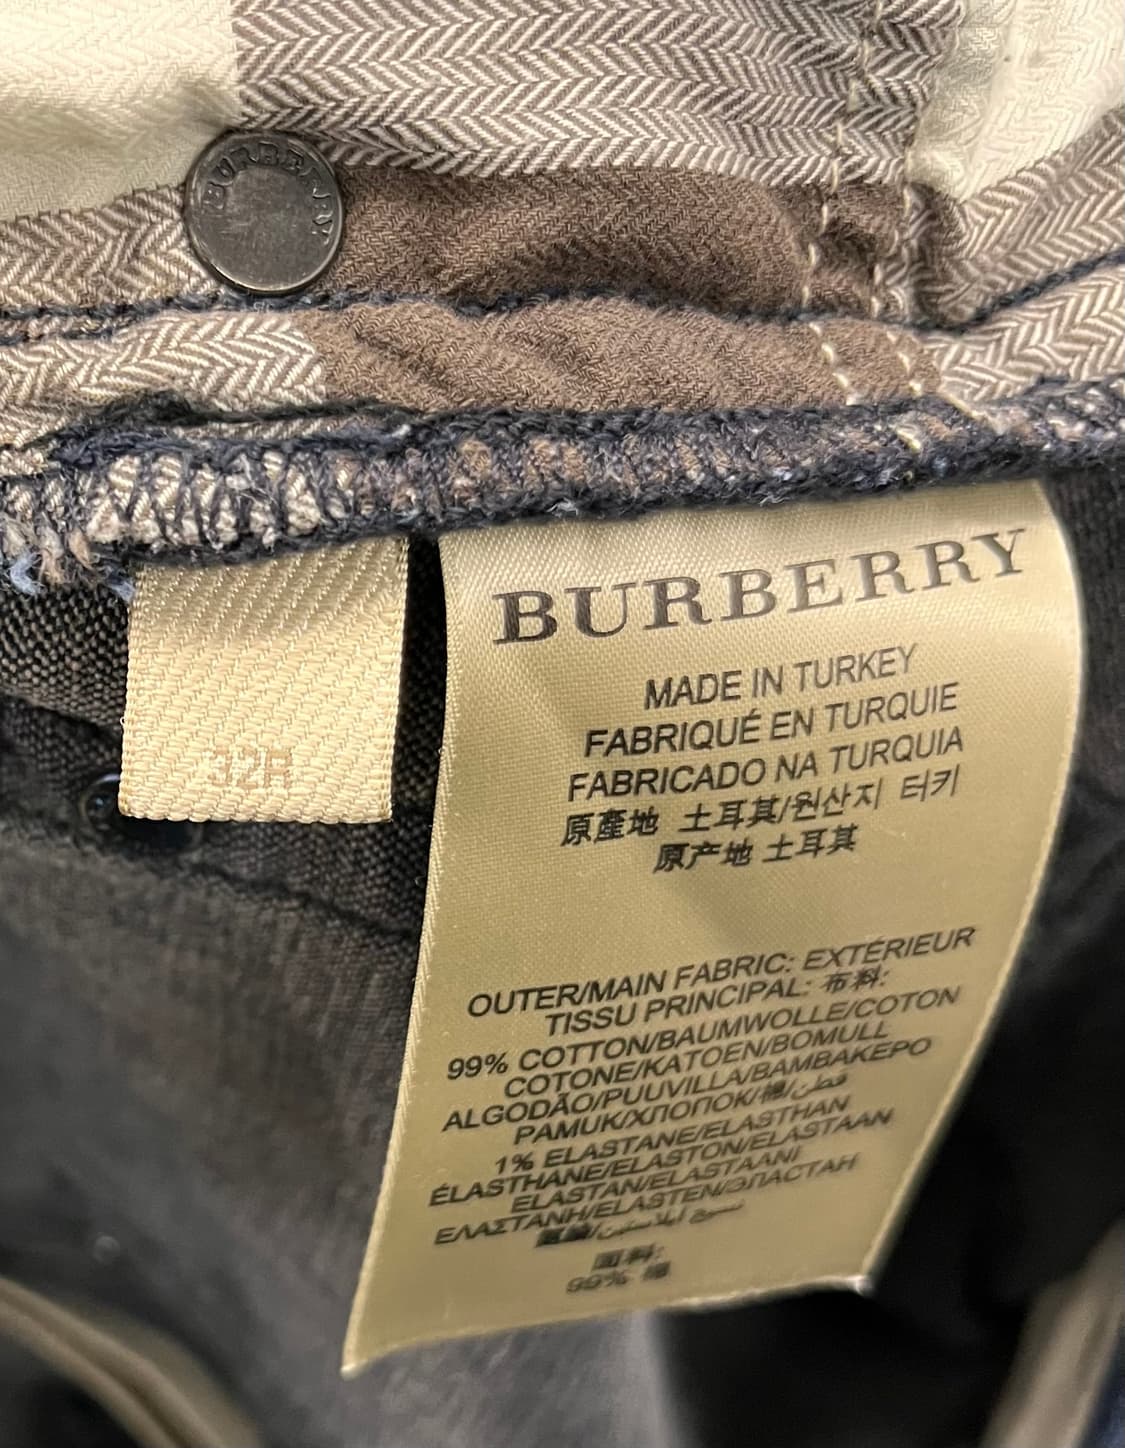 BURBERRY
32R
BURBERRY
MADE IN TURKEY
FABRIQUÉ EN TURQUIE
FABRICADO NA TURQUIA
原產地 土耳其/원산지 터키
原产地 土耳其
OUTER/MAIN FABRIC: EXTÉRIEUR
TISSU PRINCIPAL: 布料:
99% COTTON/BAUMWOLLE/COTON
COTONE/KATOEN/BOMULL
ALGODÃO/PUUVILLA/ΒΑΜΒΑΚΕΡΟ
PAMUK/ХЛОПОК/棉/قطن
1% ELASTANE/ELASTHAN
ÉLASTHANE/ELASTON/ELASTAAN
ELASTAN/ELASTAANI
ΕΛΑΣΤΑΝΗ/ELASTEN/ЭЛАСТАН
面料:
99% 棉